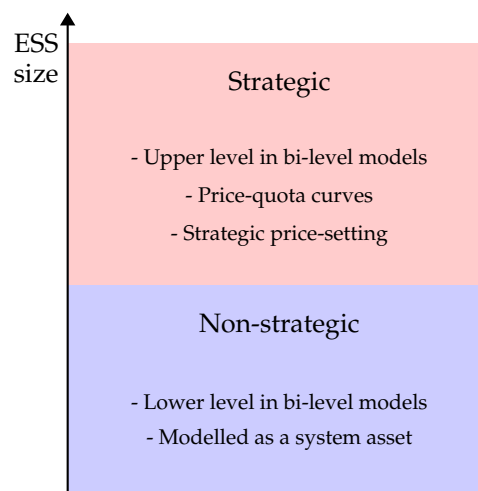 ESS
size
Strategic
- Upper level in bi-level models
- Price-quota curves
- Strategic price-setting
Non-strategic
- Lower level in bi-level models
- Modelled as a system asset